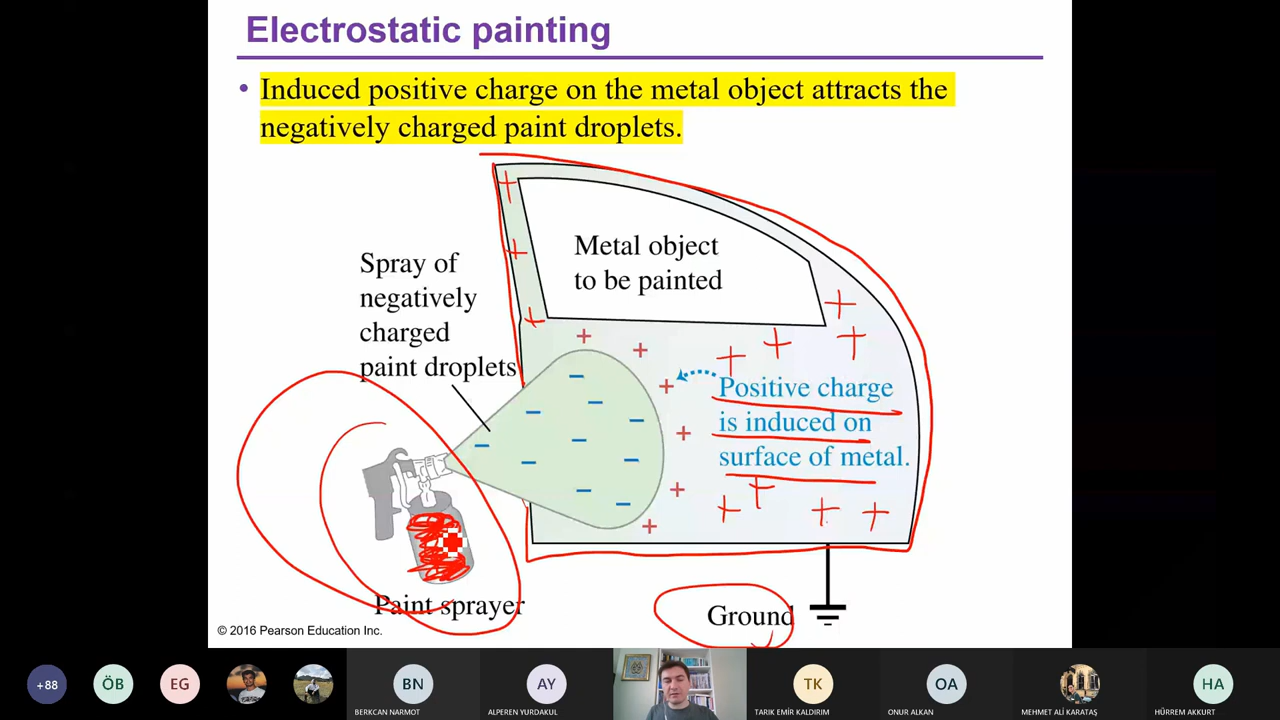 Electrostatic painting
• Induced positive charge on the metal object attracts the
negatively charged paint droplets.
Metal object
to be painted
Spray of
negatively
charged
paint droplets
Positive charge
is induced on
surface of metal.
Paint sprayer
Ground
© 2016 Pearson Education Inc.
+88
ÖB
EG
BN
AY
TK
OA
HA
BERKCAN NARMOT
ALPEREN YURDAKUL
TARIK EMİR KALDIRIM
ONUR ALKAN
MEHMET ALİ KARATAŞ
HÜRREM AKKURT